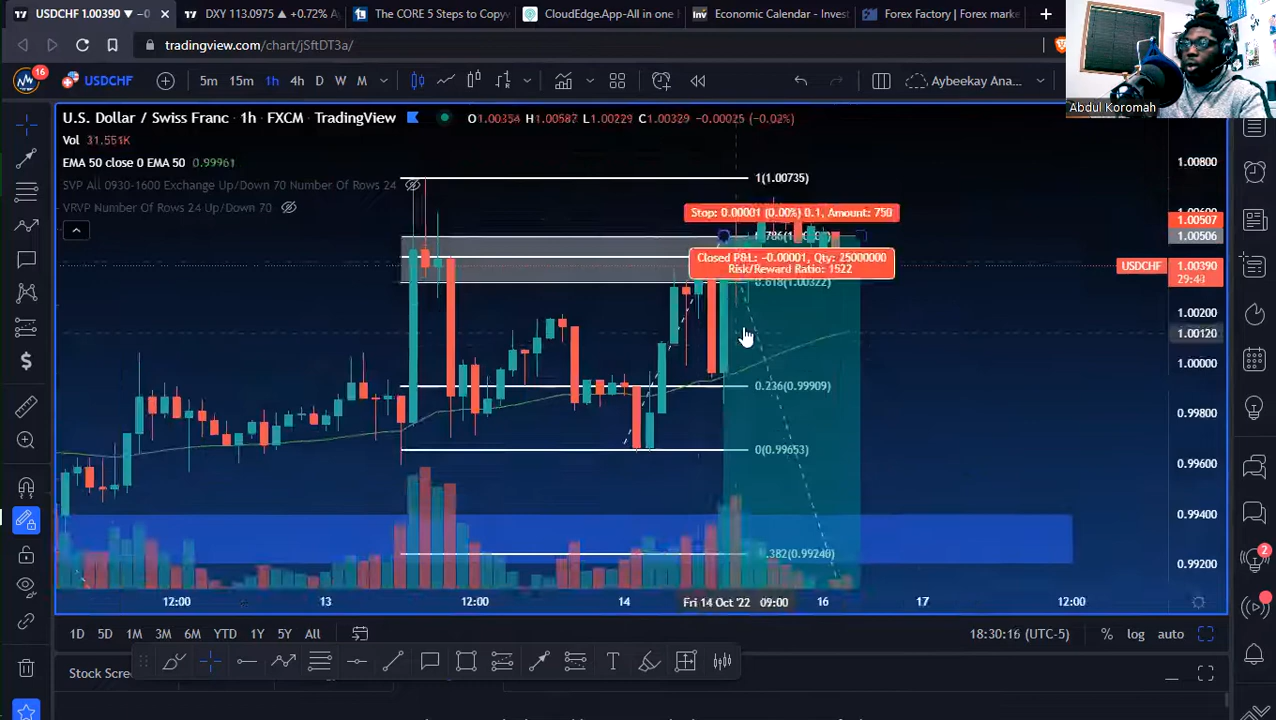 USDCHF 1.00390 ▼ −0
DXY 113.0975 ▲ +0.72%
The CORE 5 Steps to Copyw
CloudEdge.App-All in one
Economic Calendar - Invest
Forex Factory | Forex marke
tradingview.com/chart/jSftDT3a/
16
USDCHF
5m 15m 1h 4h D W M
Aybeekay Ana...
Abdul Koromah
U.S. Dollar / Swiss Franc · 1h · FXCM · TradingView
O1.00354 H1.00587 L1.00229 C1.00329 −0.00025 (−0.02%)
Vol 31.551K
EMA 50 close 0 EMA 50 0.99961
SVP All 0930-1600 Exchange Up/Down 70 Number Of Rows 24
VRVP Number Of Rows 24 Up/Down 70
1.00800
1(1.00735)
Stop: 0.00001 (0.00%) 0.1, Amount: 750
1.00507
1.00506
Closed P&L: −0.00001, Qty: 25000000
Risk/Reward Ratio: 1522
USDCHF
1.00390
29:43
0.618(1.00322)
1.00200
1.00120
1.00000
0.236(0.99909)
0.99800
0(0.99653)
0.99600
0.99400
0.99200
12:00
13
12:00
14
Fri 14 Oct '22 09:00
16
17
12:00
1D 5D 1M 3M 6M YTD 1Y 5Y All
18:30:16 (UTC-5)
% log auto
2
Stock Scree